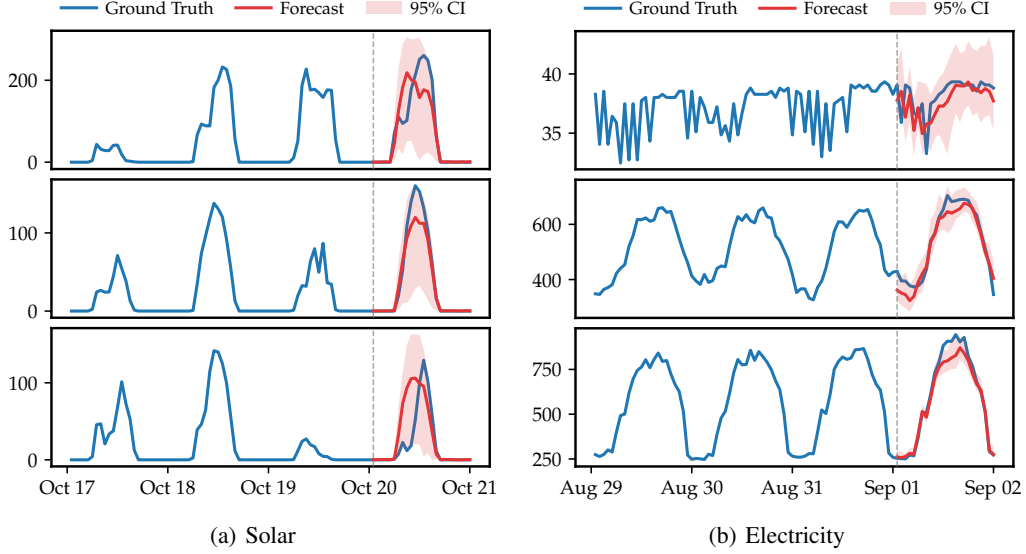 Ground Truth Forecast 95% CI
200
0
100
0
100
0
Oct 17 Oct 18 Oct 19 Oct 20 Oct 21
(a) Solar
Ground Truth Forecast 95% CI
40
35
600
400
750
500
250
Aug 29 Aug 30 Aug 31 Sep 01 Sep 02
(b) Electricity